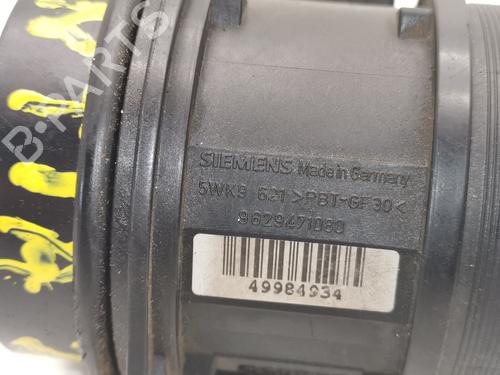 SIEMENS Made in Germany
5WK9 621 >PBT-GF30<
9629471080
49984934
B-PARTS